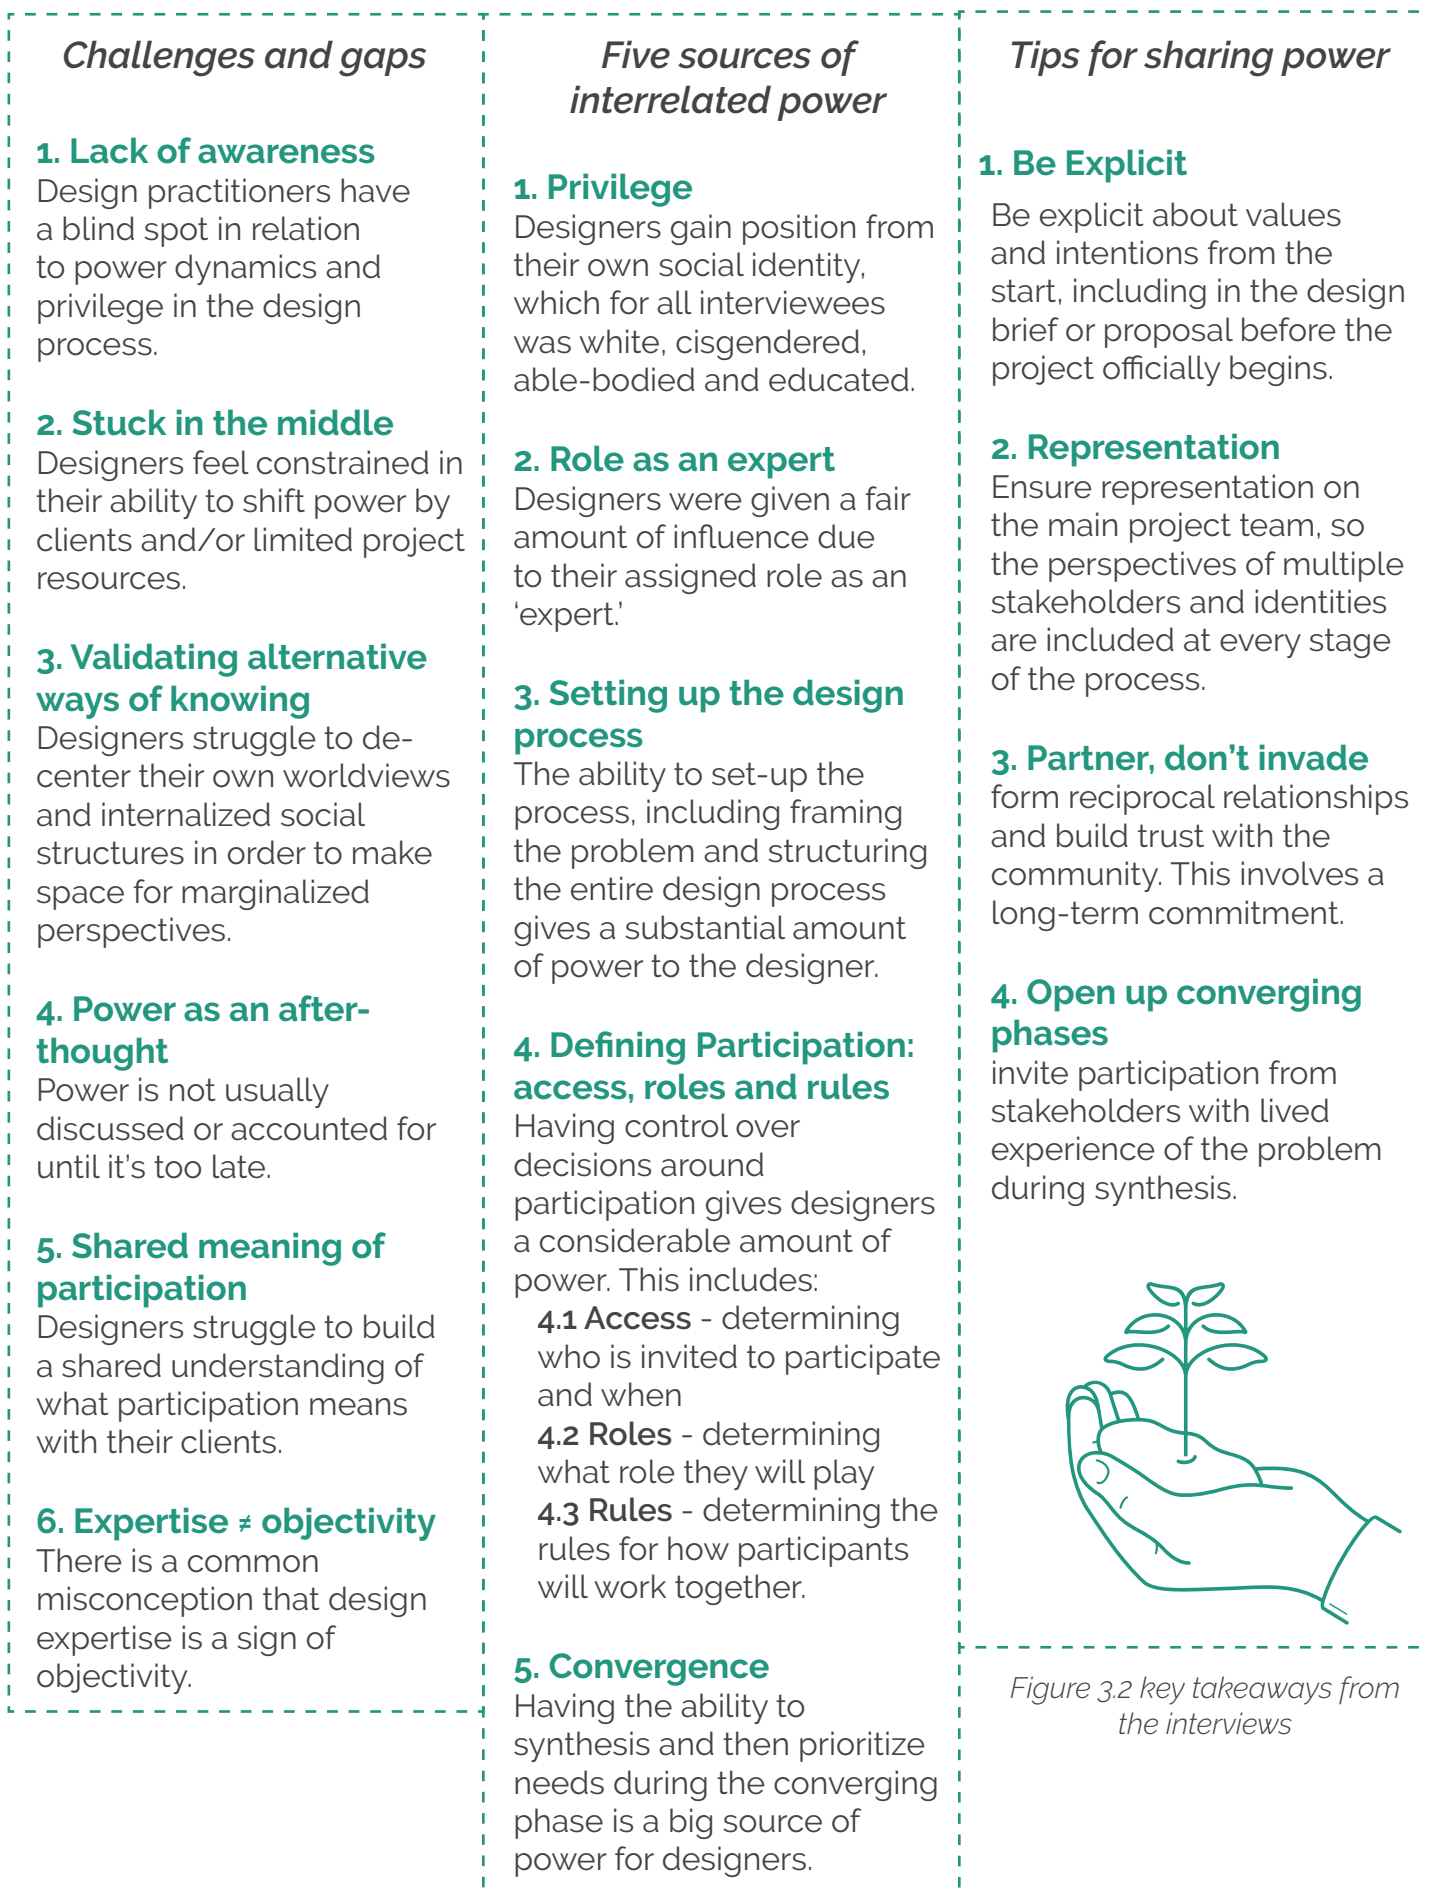 Challenges and gaps
1. Lack of awareness
Design practitioners have
a blind spot in relation
to power dynamics and
privilege in the design
process.
2. Stuck in the middle
Designers feel constrained in
their ability to shift power by
clients and/or limited project
resources.
3. Validating alternative
ways of knowing
Designers struggle to de-
center their own worldviews
and internalized social
structures in order to make
space for marginalized
perspectives.
4. Power as an after-
thought
Power is not usually
discussed or accounted for
until it's too late.
5. Shared meaning of
participation
Designers struggle to build
a shared understanding of
what participation means
with their clients.
6. Expertise ≠ objectivity
There is a common
misconception that design
expertise is a sign of
objectivity.
Five sources of
interrelated power
1. Privilege
Designers gain position from
their own social identity,
which for all interviewees
was white, cisgendered,
able-bodied and educated.
2. Role as an expert
Designers were given a fair
amount of influence due
to their assigned role as an
‘expert.’
3. Setting up the design
process
The ability to set-up the
process, including framing
the problem and structuring
the entire design process
gives a substantial amount
of power to the designer.
4. Defining Participation:
access, roles and rules
Having control over
decisions around
participation gives designers
a considerable amount of
power. This includes:
4.1 Access - determining
who is invited to participate
and when
4.2 Roles - determining
what role they will play
4.3 Rules - determining the
rules for how participants
will work together.
5. Convergence
Having the ability to
synthesis and then prioritize
needs during the converging
phase is a big source of
power for designers.
Tips for sharing power
1. Be Explicit
Be explicit about values
and intentions from the
start, including in the design
brief or proposal before the
project officially begins.
2. Representation
Ensure representation on
the main project team, so
the perspectives of multiple
stakeholders and identities
are included at every stage
of the process.
3. Partner, don't invade
form reciprocal relationships
and build trust with the
community. This involves a
long-term commitment.
4. Open up converging
phases
invite participation from
stakeholders with lived
experience of the problem
during synthesis.
Figure 3.2 key takeaways from
the interviews